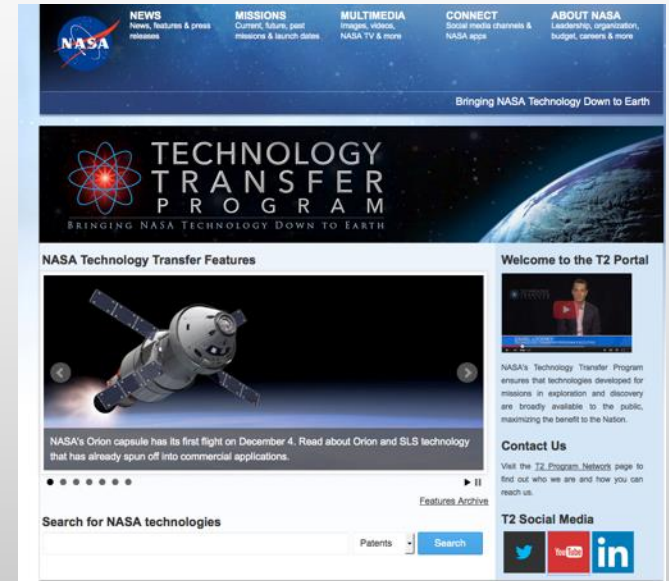 NASA
NEWS
News, features & press
releases
MISSIONS
Current, future, past
missions & launch dates
MULTIMEDIA
Images, videos,
NASA TV & more
CONNECT
Social media channels &
NASA apps
ABOUT NASA
Leadership, organization,
budget, careers & more
Bringing NASA Technology Down to Earth
TECHNOLOGY
TRANSFER
PROGRAM
BRINGING NASA TECHNOLOGY DOWN TO EARTH
NASA Technology Transfer Features
NASA's Orion capsule has its first flight on December 4. Read about Orion and SLS technology
that has already spun off into commercial applications.
Features Archive
Search for NASA technologies
Patents
Search
Welcome to the T2 Portal
TECHNOLOGY
TRANSFER
NASA's Technology Transfer Program
ensures that technologies developed for
missions in exploration and discovery
are broadly available to the public,
maximizing the benefit to the Nation.
Contact Us
Visit the T2 Program Network page to
find out who we are and how you can
reach us.
T2 Social Media
YouTube
in